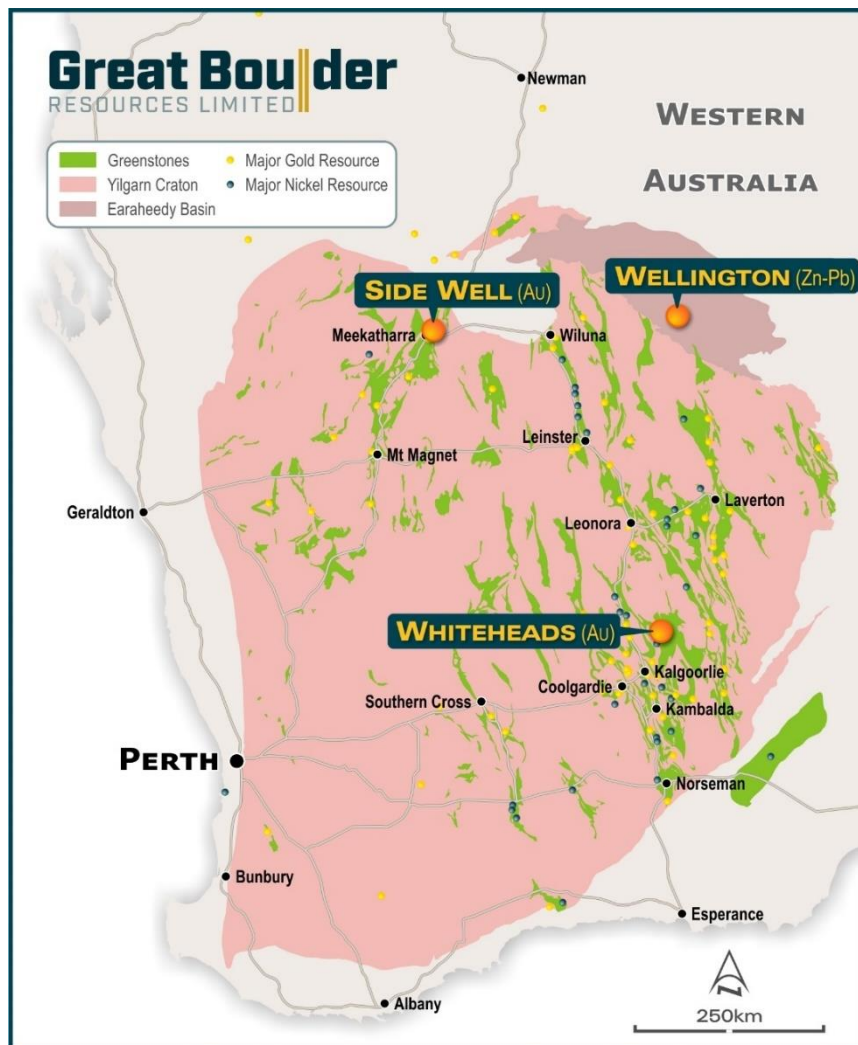 Great Boulder
RESOURCES LIMITED
Newman
WESTERN
AUSTRALIA
Greenstones
Major Gold Resource
Yilgarn Craton
Major Nickel Resource
Earaheedy Basin
SIDE WELL (AU)
WELLINGTON (Zn-Pb)
Meekatharra
Wiluna
Leinster
Mt Magnet
Laverton
Geraldton
Leonora
WHITEHEADS (AU)
Kalgoorlie
Coolgardie
Southern Cross
Kambalda
PERTH
Norseman
Bunbury
Esperance
N
Albany
250km